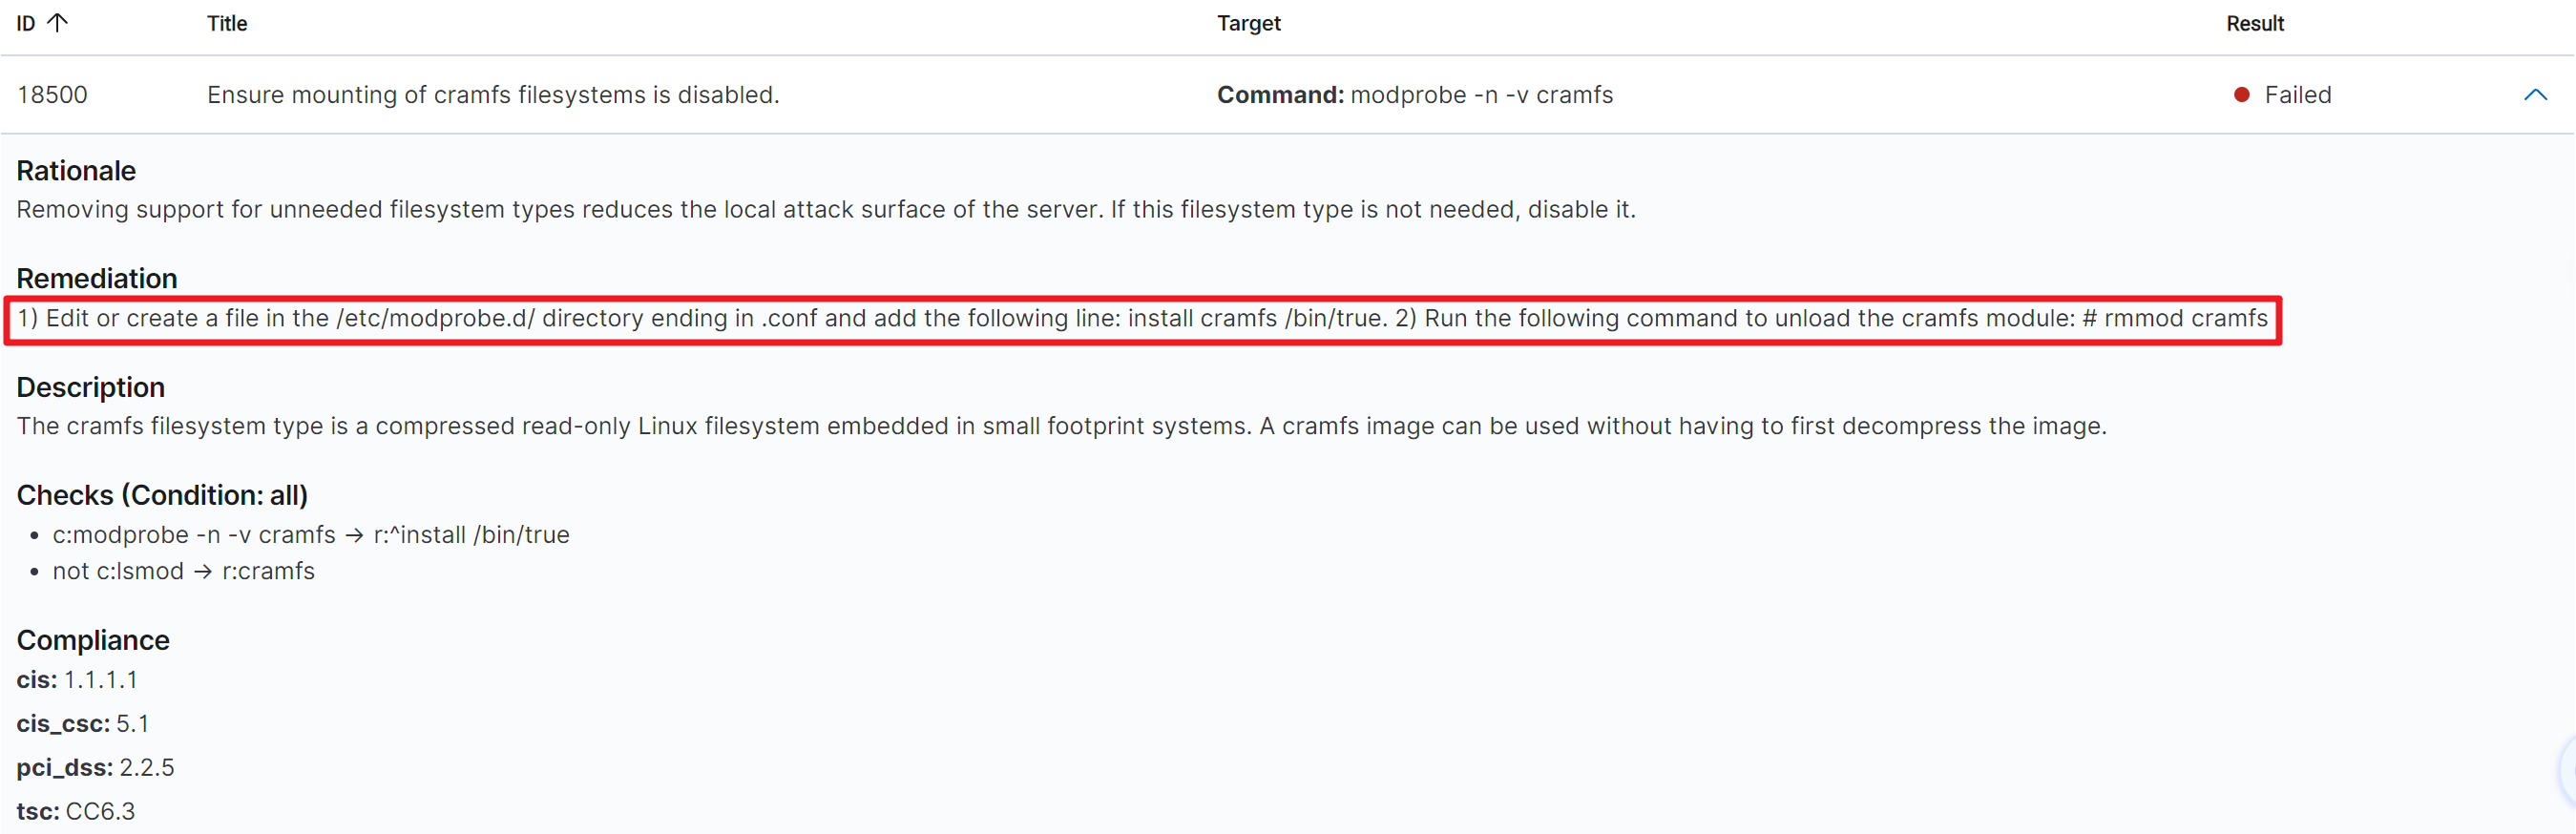 ID ↑ Title Target Result
18500 Ensure mounting of cramfs filesystems is disabled. Command: modprobe -n -v cramfs Failed
Rationale
Removing support for unneeded filesystem types reduces the local attack surface of the server. If this filesystem type is not needed, disable it.
Remediation
1) Edit or create a file in the /etc/modprobe.d/ directory ending in .conf and add the following line: install cramfs /bin/true. 2) Run the following command to unload the cramfs module: # rmmod cramfs
Description
The cramfs filesystem type is a compressed read-only Linux filesystem embedded in small footprint systems. A cramfs image can be used without having to first decompress the image.
Checks (Condition: all)
• c:modprobe -n -v cramfs → r:^install /bin/true
• not c:lsmod → r:cramfs
Compliance
cis: 1.1.1.1
cis_csc: 5.1
pci_dss: 2.2.5
tsc: CC6.3